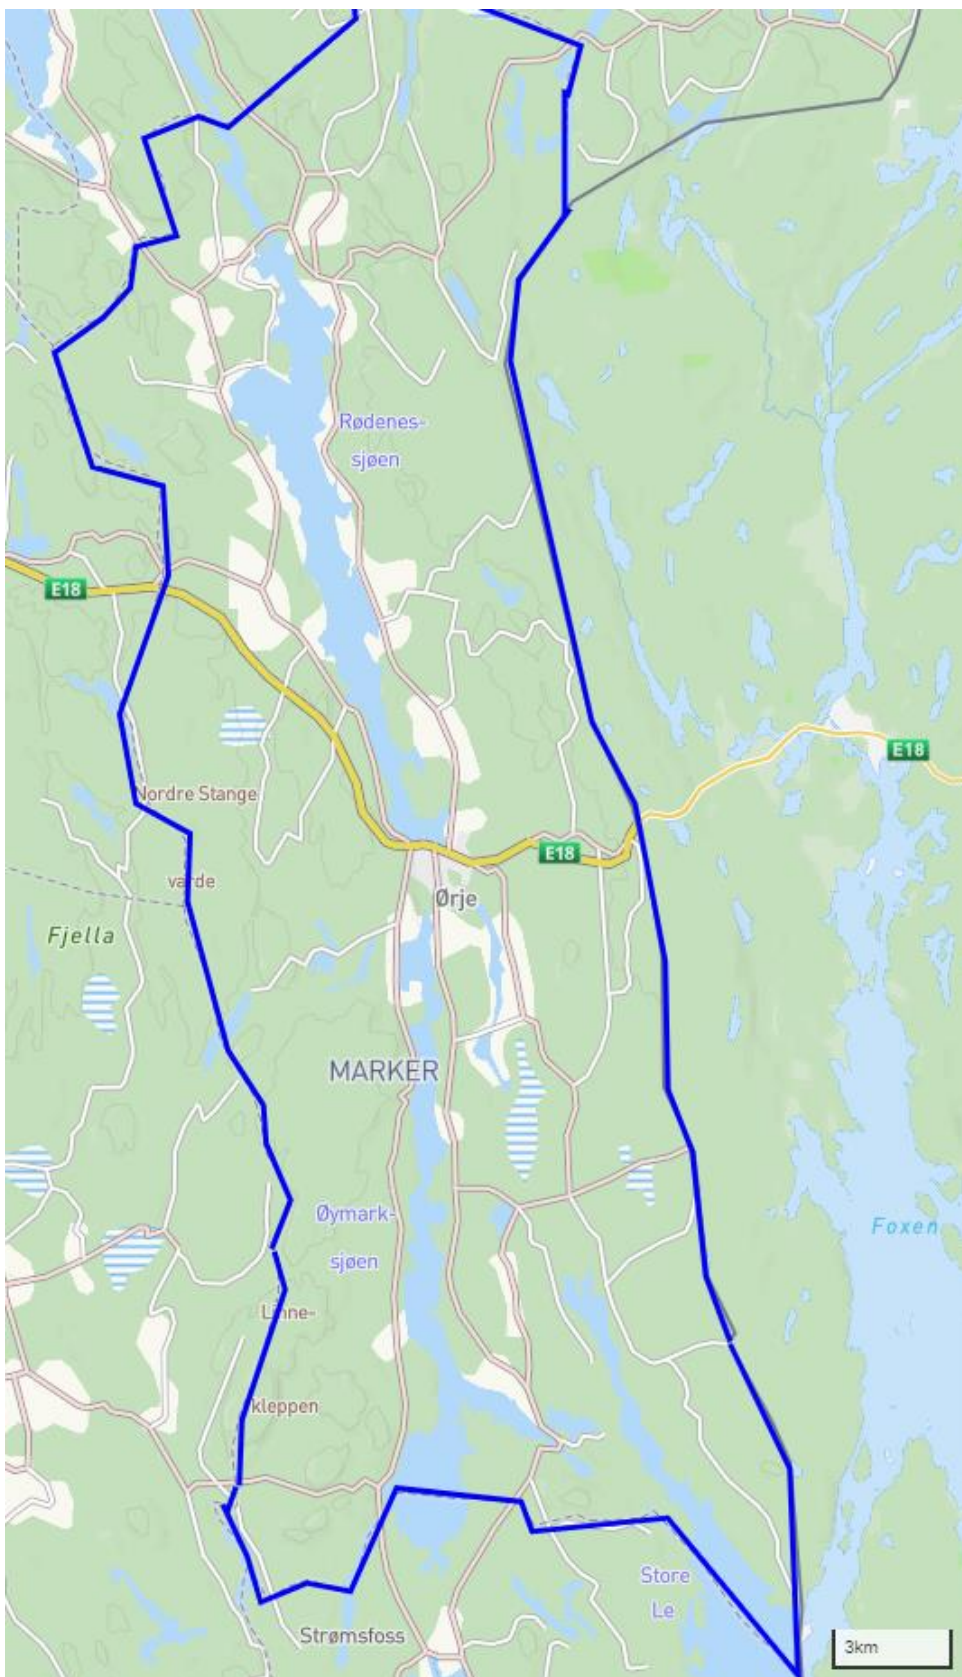 Rødenes-
sjøen
E18
E18
Nordre Stange
E18
varde
Ørje
Fjella
MARKER
Øymark-
sjøen
Foxen
Linne-
kleppen
Store
Le
Strømsfoss
3km